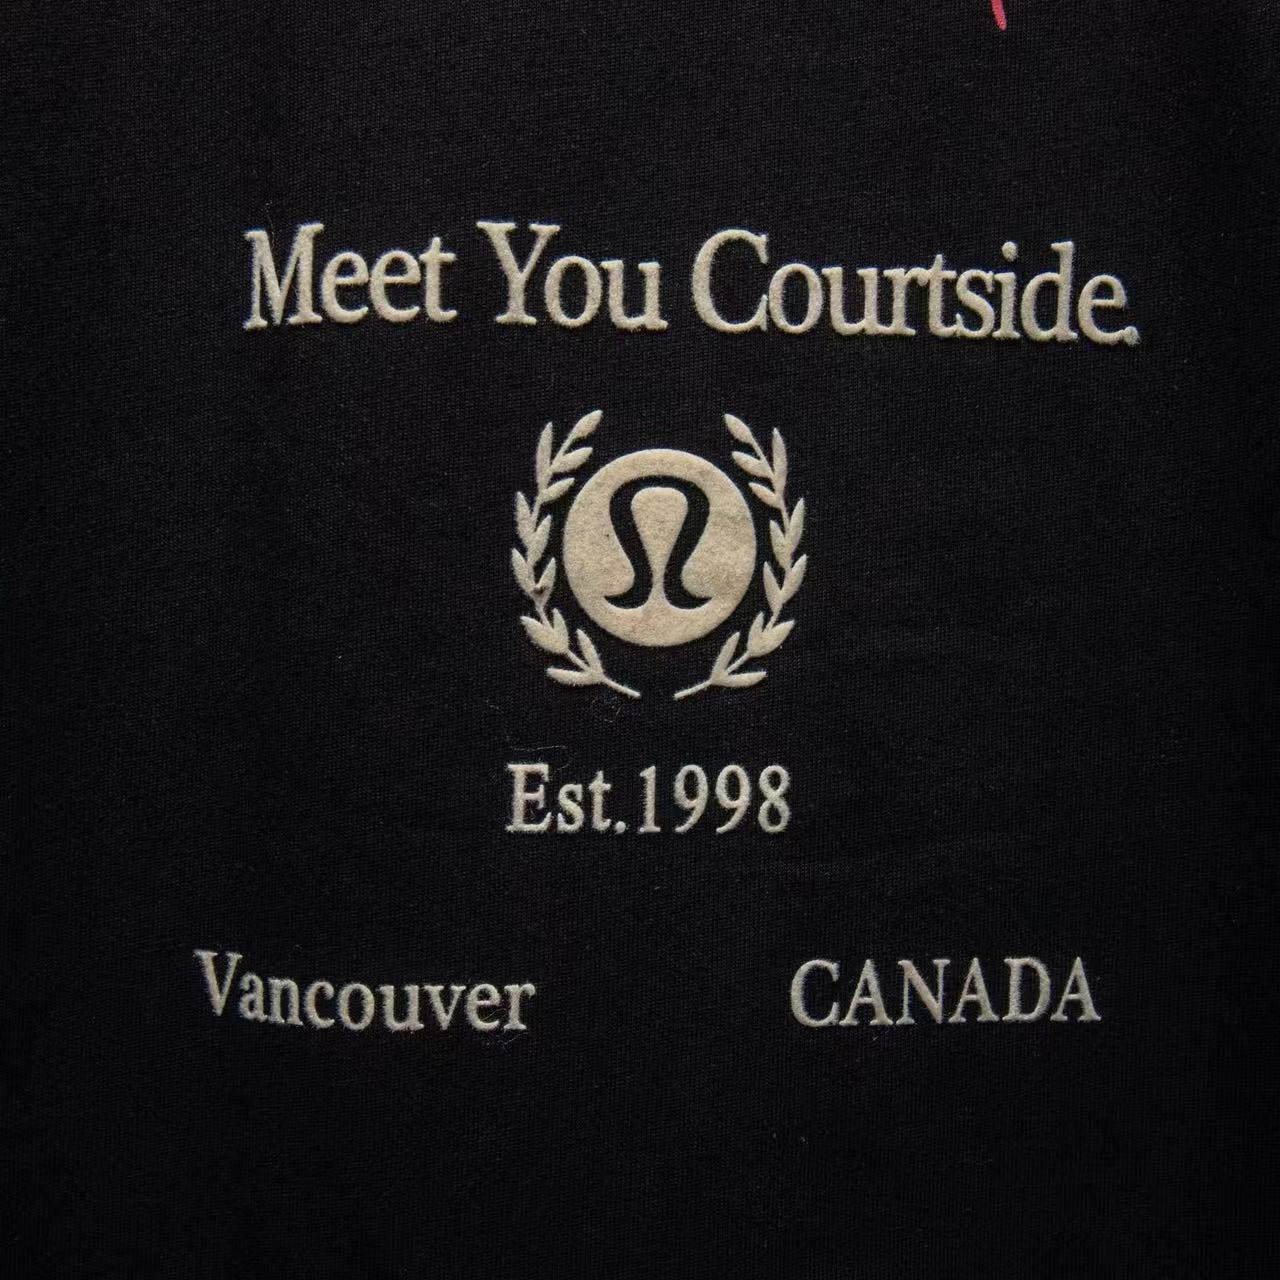 Meet You Courtside.
Est.1998
Vancouver CANADA